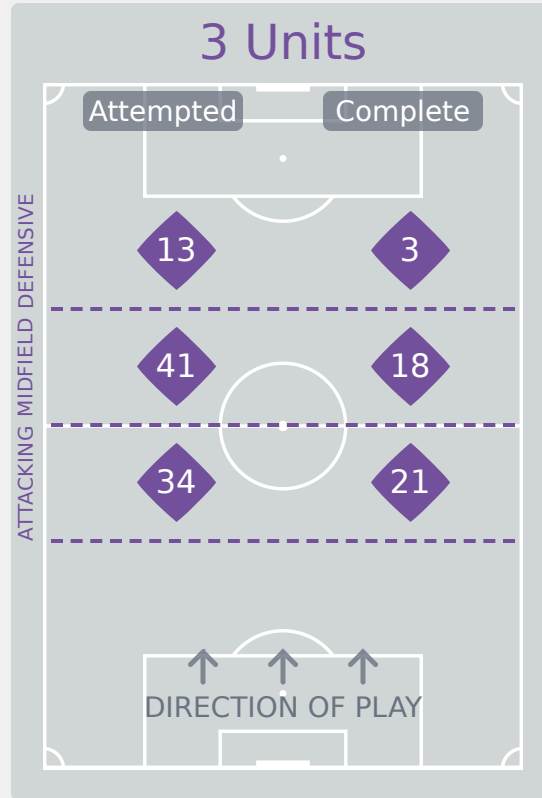 3 Units
Attempted Complete
13 3
41 18
34 21
ATTACKING MIDFIELD DEFENSIVE
DIRECTION OF PLAY